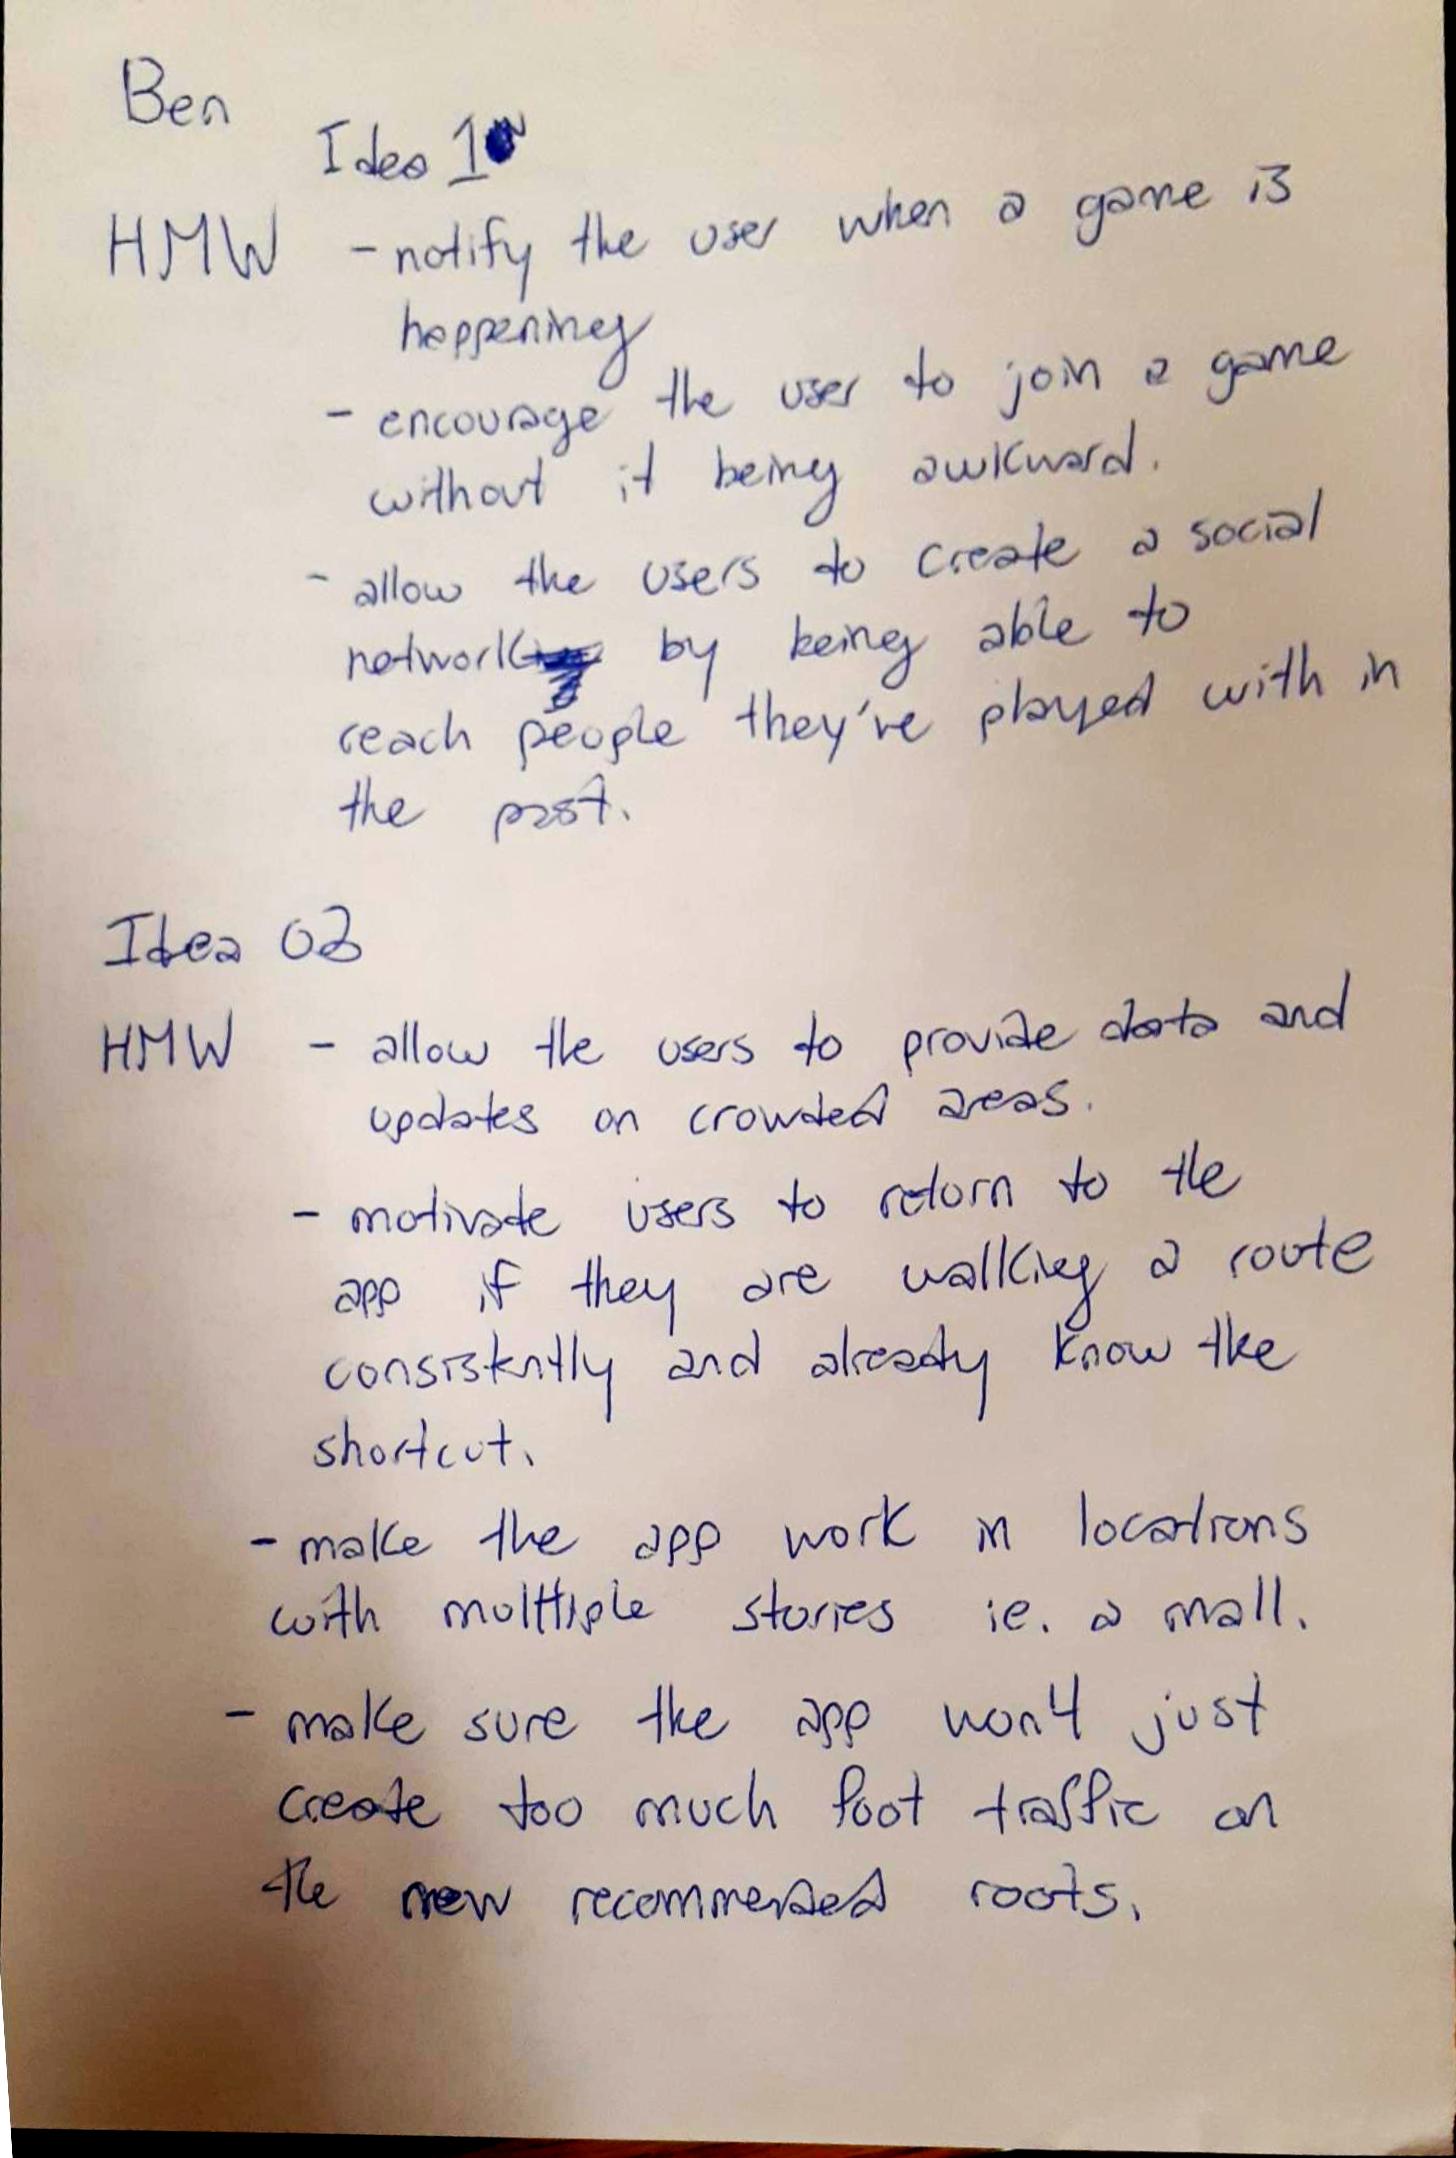 Ben
Idea 1
HMW - notify the user when a game is
happening
- encourage the user to join a game
without it being awkward.
- allow the users to create a social
network by being able to
reach people they've played with in
the past.
Idea 02
HMW - allow the users to provide data and
updates on crowded areas.
- motivate users to return to the
app if they are walking a route
consistently and already know the
shortcut.
- make the app work in locations
with multiple stories ie. a mall.
- make sure the app won't just
create too much foot traffic on
the new recommended roots.